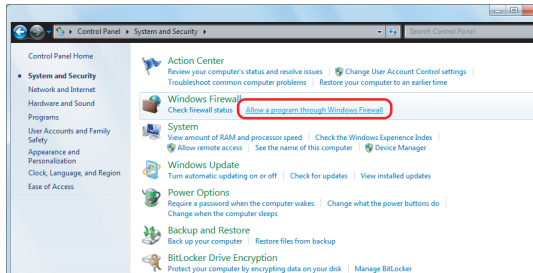 Control Panel ▸ System and Security ▸
Search Control Panel
Control Panel Home
System and Security
Network and Internet
Hardware and Sound
Programs
User Accounts and Family
Safety
Appearance and
Personalization
Clock, Language, and Region
Ease of Access
Action Center
Review your computer's status and resolve issues | Change User Account Control settings |
Troubleshoot common computer problems | Restore your computer to an earlier time
Windows Firewall
Check firewall status | Allow a program through Windows Firewall
System
View amount of RAM and processor speed | Check the Windows Experience Index |
Allow remote access | See the name of this computer | Device Manager
Windows Update
Turn automatic updating on or off | Check for updates | View installed updates
Power Options
Require a password when the computer wakes | Change what the power buttons do |
Change when the computer sleeps
Backup and Restore
Back up your computer | Restore files from backup
BitLocker Drive Encryption
Protect your computer by encrypting data on your disk | Manage BitLocker